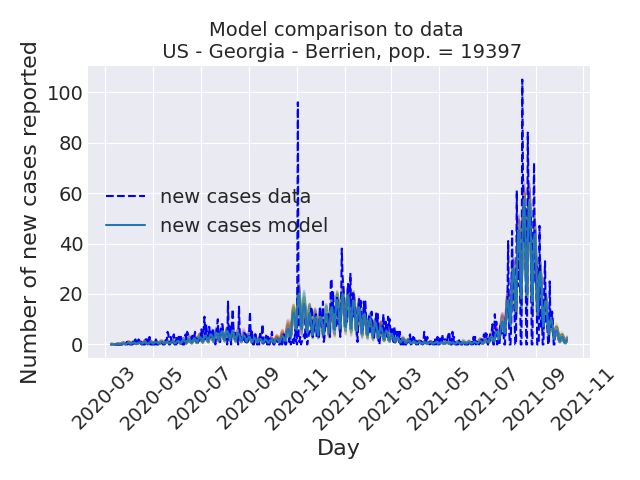 Model comparison to data
US - Georgia - Berrien, pop. = 19397
Number of new cases reported
100
80
60
40
20
0
new cases data
new cases model
2020-03
2020-05
2020-07
2020-09
2020-11
2021-01
2021-03
2021-05
2021-07
2021-09
2021-11
Day